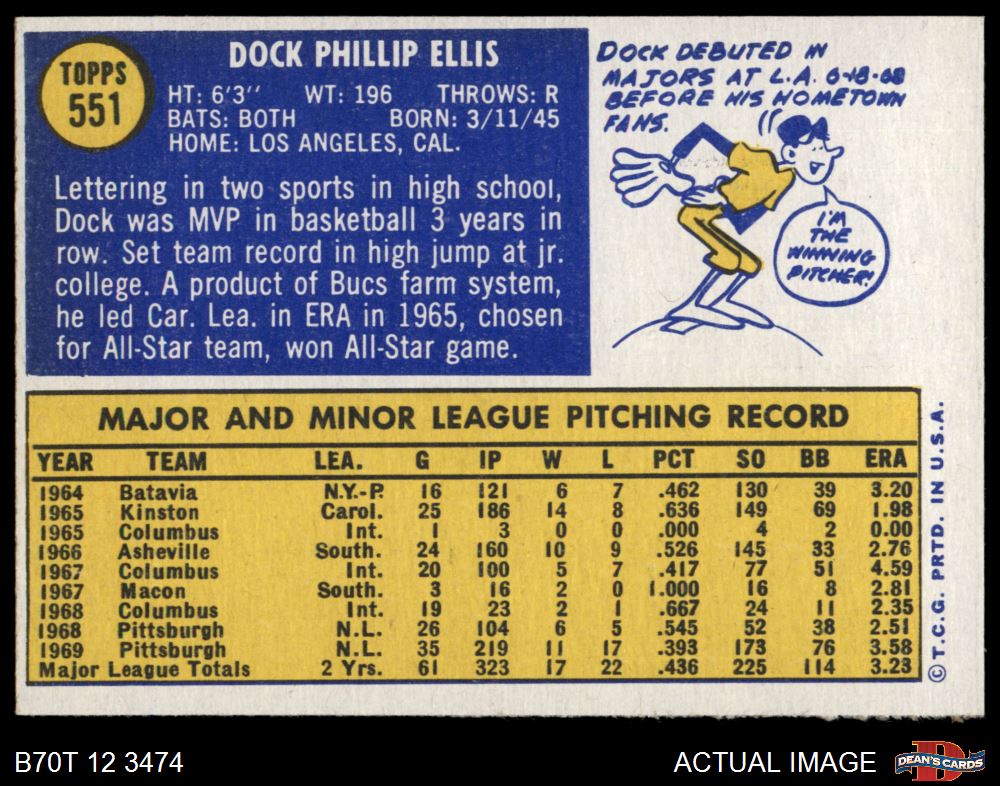 TOPPS
551
DOCK PHILLIP ELLIS
HT: 6'3" WT: 196 THROWS: R
BATS: BOTH BORN: 3/11/45
HOME: LOS ANGELES, CAL.
Lettering in two sports in high school,
Dock was MVP in basketball 3 years in
row. Set team record in high jump at jr.
college. A product of Bucs farm system,
he led Car. Lea. in ERA in 1965, chosen
for All-Star team, won All-Star game.
DOCK DEBUTED IN
MAJORS AT L.A. 6-18-68
BEFORE HIS HOMETOWN
FANS.
I'M
THE
WINNING
PITCHER!
MAJOR AND MINOR LEAGUE PITCHING RECORD
YEAR TEAM LEA. G IP W L PCT SO BB ERA
1964 Batavia N.Y.-P. 16 121 6 7 .462 130 39 3.20
1965 Kinston Carol. 25 186 14 8 .636 149 69 1.98
1965 Columbus Int. 1 3 0 0 .000 4 2 0.00
1966 Asheville South. 24 160 10 9 .526 145 33 2.76
1967 Columbus Int. 20 100 5 7 .417 77 51 4.59
1967 Macon South. 3 16 2 0 1.000 16 8 2.81
1968 Columbus Int. 19 23 2 1 .667 24 11 2.35
1968 Pittsburgh N.L. 26 104 6 5 .545 52 38 2.51
1969 Pittsburgh N.L. 35 219 11 17 .393 173 76 3.58
Major League Totals 2 Yrs. 61 323 17 22 .436 225 114 3.23
© T.C.G. PRTD. IN U.S.A.
B70T 12 3474
ACTUAL IMAGE
D
DEAN'S CARDS